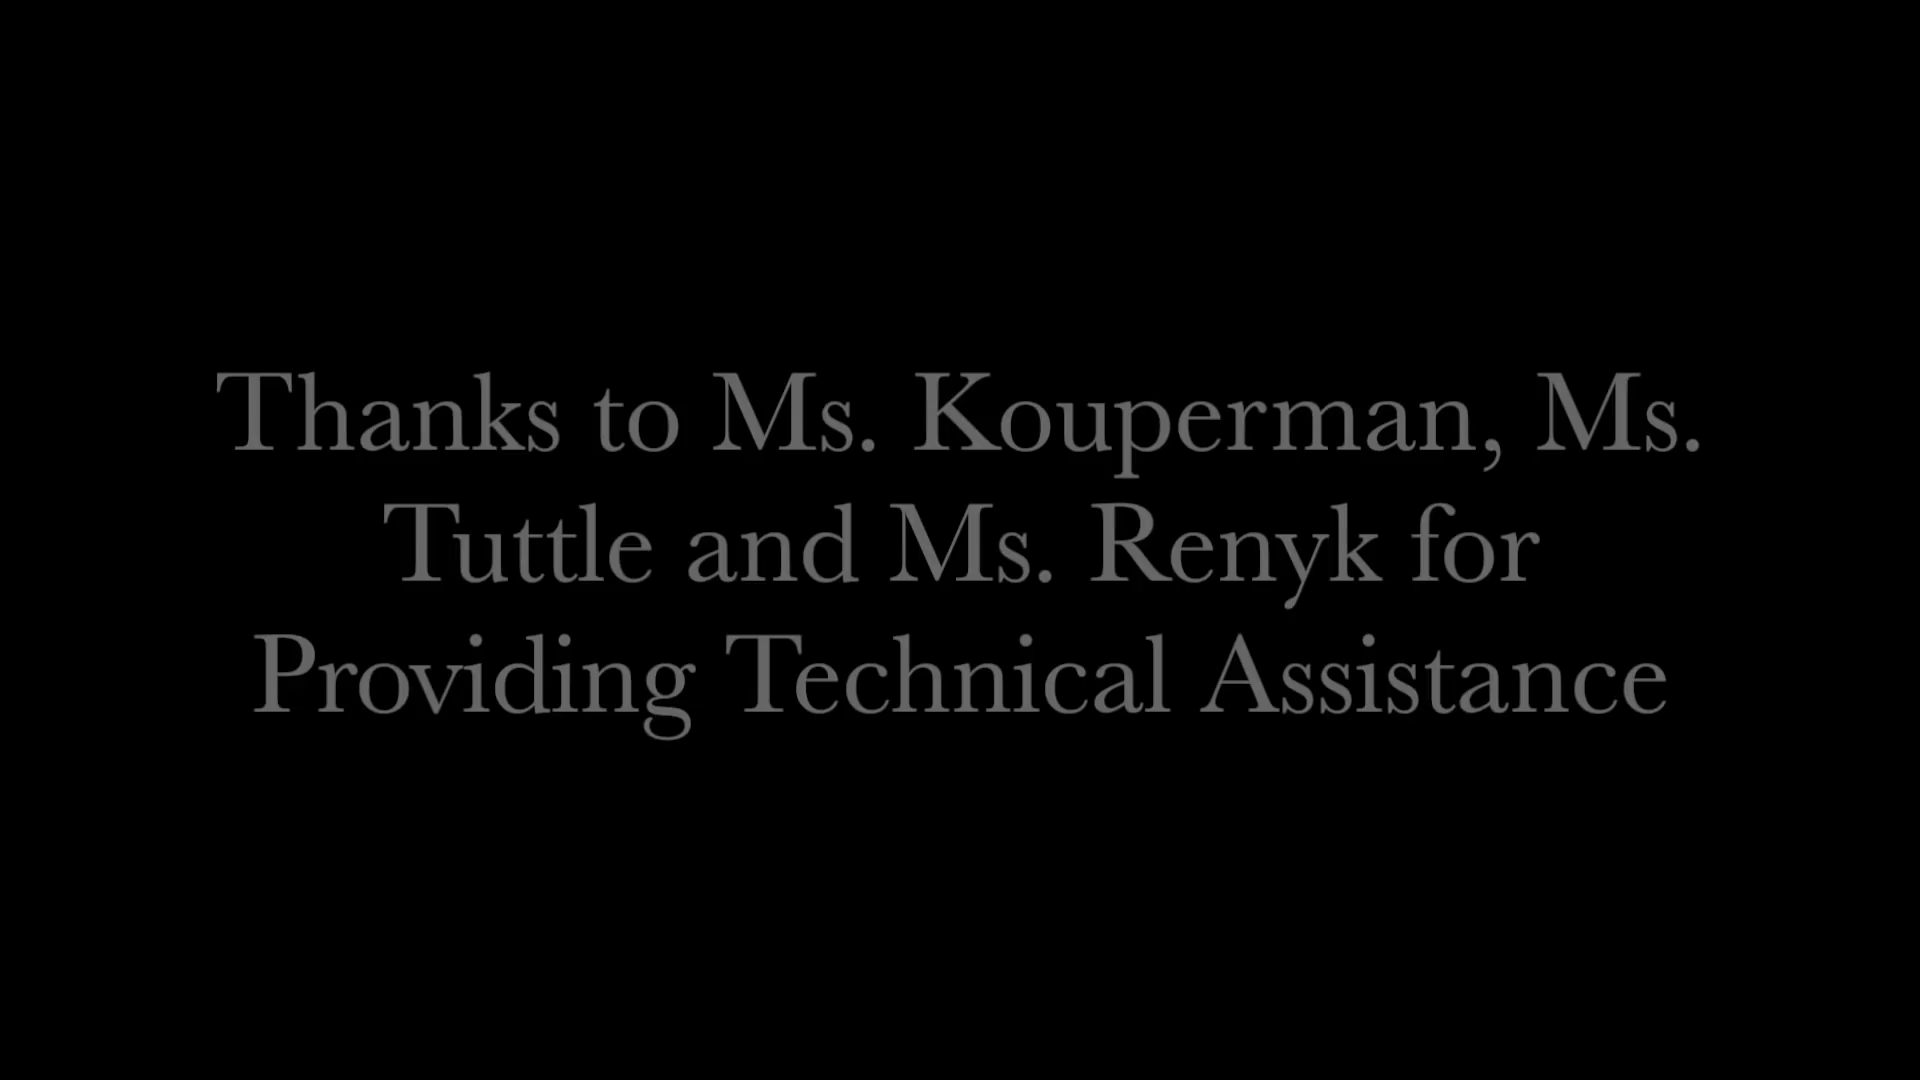 Thanks to Ms. Kouperman, Ms.
Tuttle and Ms. Renyk for
Providing Technical Assistance